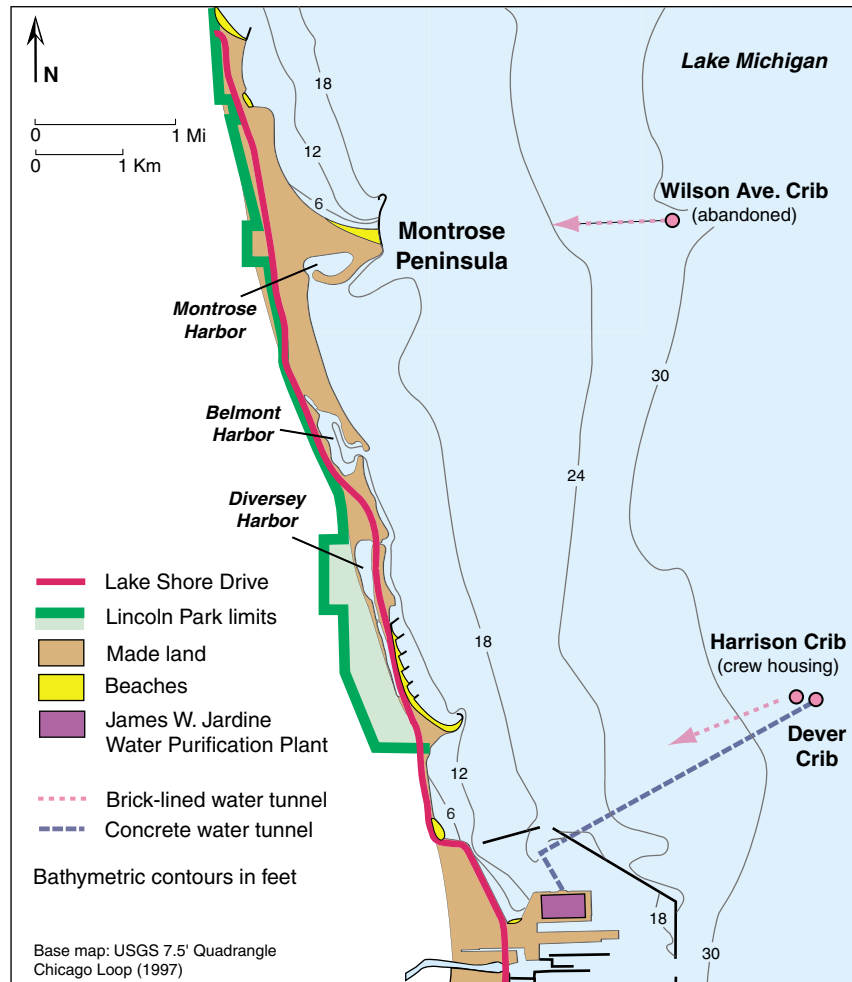 Lake Michigan
N
0 1 Mi
0 1 Km
18
12
6
Wilson Ave. Crib
(abandoned)
Montrose
Peninsula
Montrose
Harbor
30
Belmont
Harbor
24
Diversey
Harbor
18
Lake Shore Drive
Lincoln Park limits
Made land
Beaches
James W. Jardine
Water Purification Plant
Harrison Crib
(crew housing)
Dever
Crib
12
6
Brick-lined water tunnel
Concrete water tunnel
Bathymetric contours in feet
18
30
Base map: USGS 7.5' Quadrangle
Chicago Loop (1997)